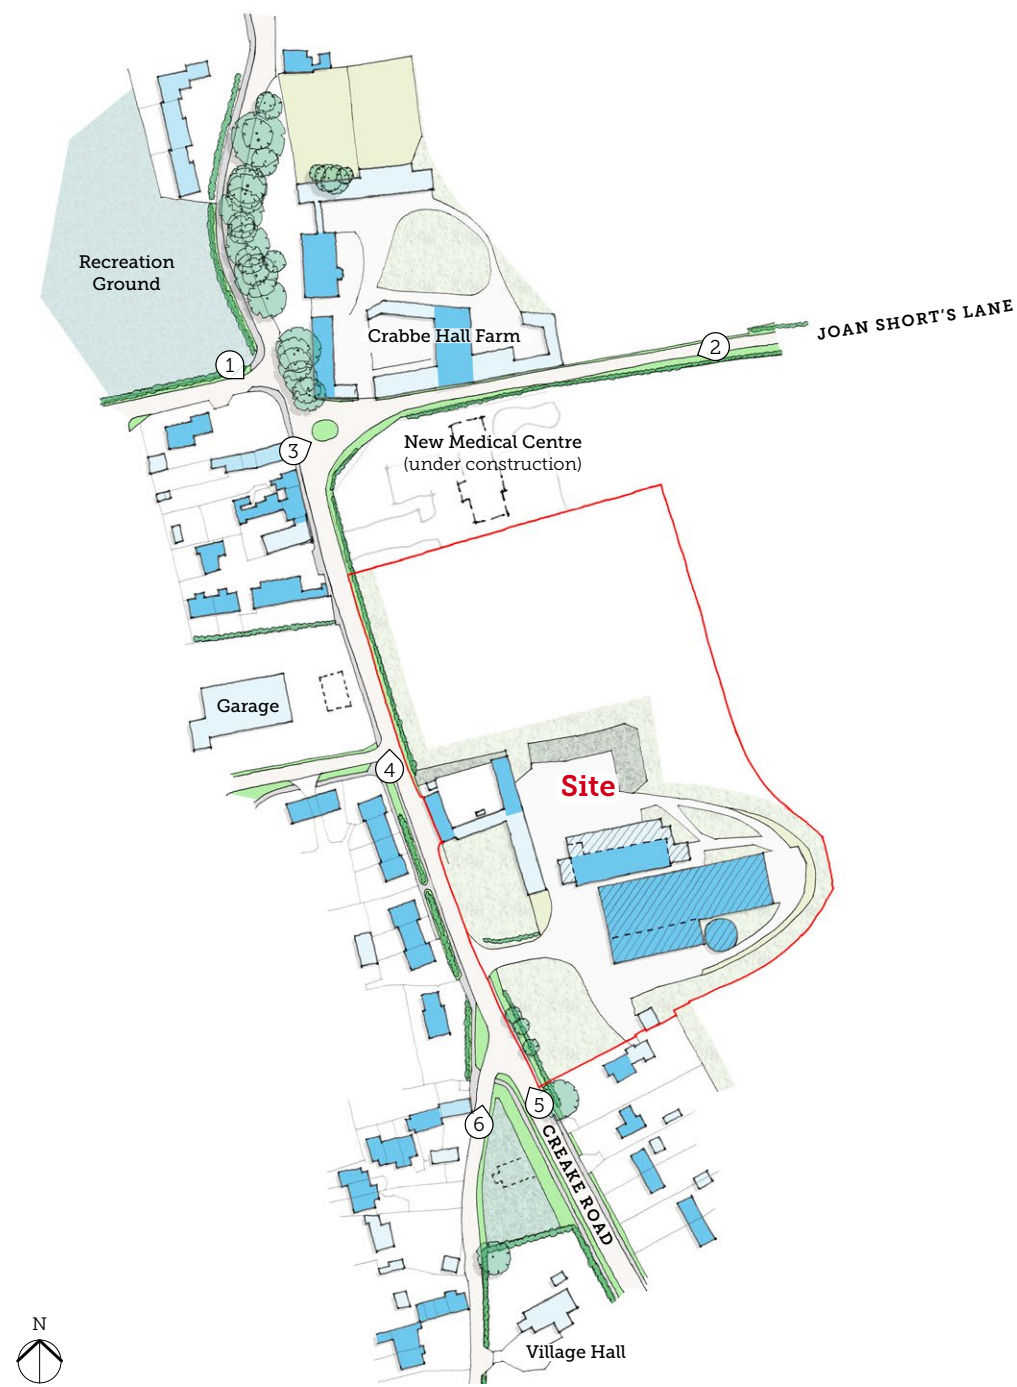 Recreation
Ground
Crabbe Hall Farm
JOAN SHORT'S LANE
2
1
3
New Medical Centre
(under construction)
Garage
4
Site
5
6
CREAKE ROAD
N
Village Hall